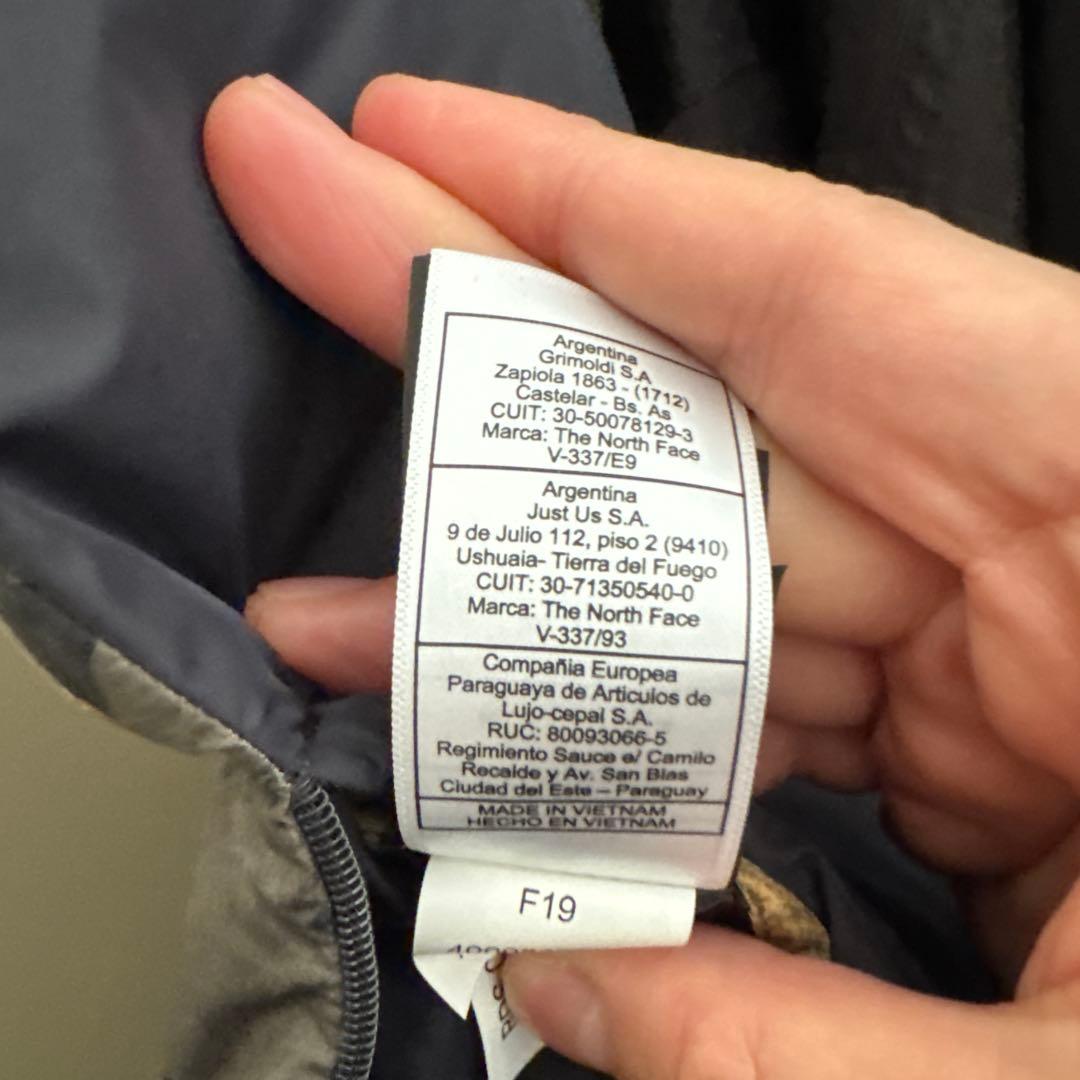 Argentina
Grimoldi S.A
Zapiola 1863 - (1712)
Castelar - Bs. As
CUIT: 30-50078129-3
Marca: The North Face
V-337/E9
Argentina
Just Us S.A.
9 de Julio 112, piso 2 (9410)
Ushuaia- Tierra del Fuego
CUIT: 30-71350540-0
Marca: The North Face
V-337/93
Compañia Europea
Paraguaya de Articulos de
Lujo-cepal S.A.
RUC: 80093066-5
Regimiento Sauce e/ Camilo
Recalde y Av. San Blas
Ciudad del Este – Paraguay
MADE IN VIETNAM
HECHO EN VIETNAM
F19